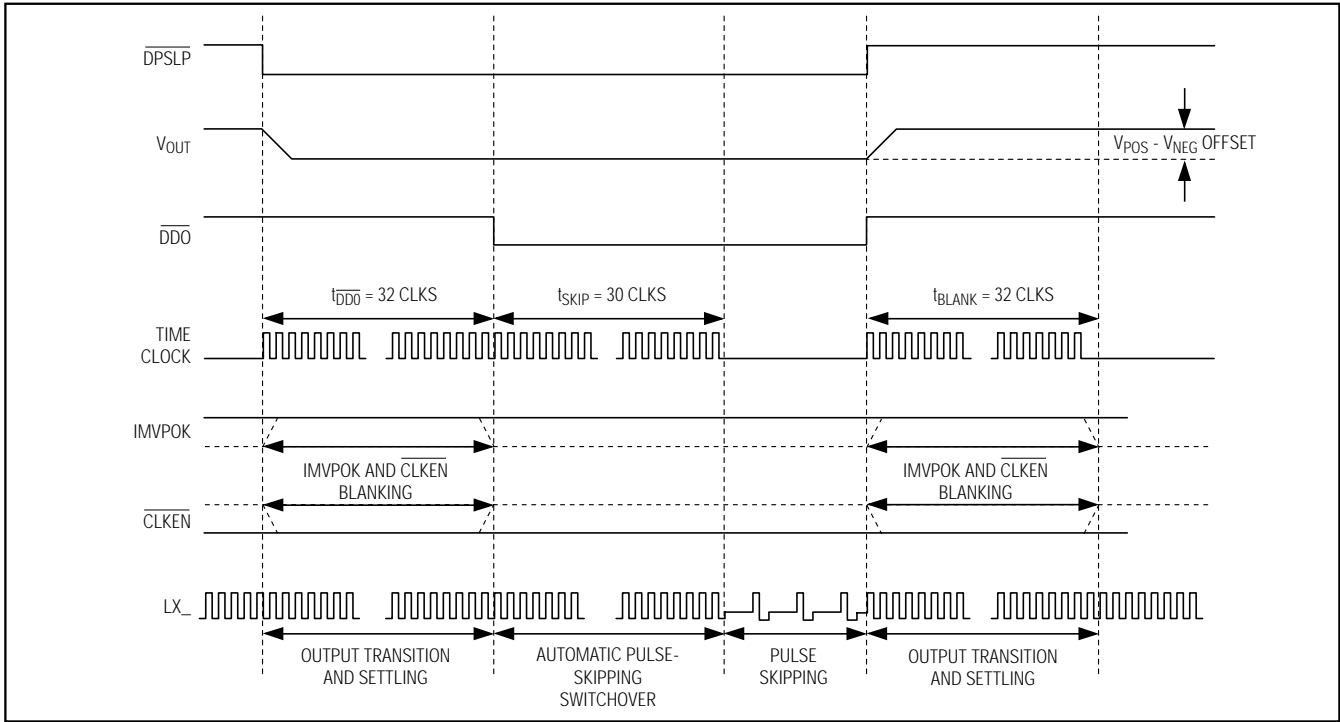 DPSLP
VOUT
VPOS - VNEG OFFSET
DDO
tDDO = 32 CLKS
tSKIP = 30 CLKS
tBLANK = 32 CLKS
TIME
CLOCK
IMVPOK
IMVPOK AND CLKEN
BLANKING
IMVPOK AND CLKEN
BLANKING
CLKEN
LX_
OUTPUT TRANSITION
AND SETTLING
AUTOMATIC PULSE-
SKIPPING
SWITCHOVER
PULSE
SKIPPING
OUTPUT TRANSITION
AND SETTLING